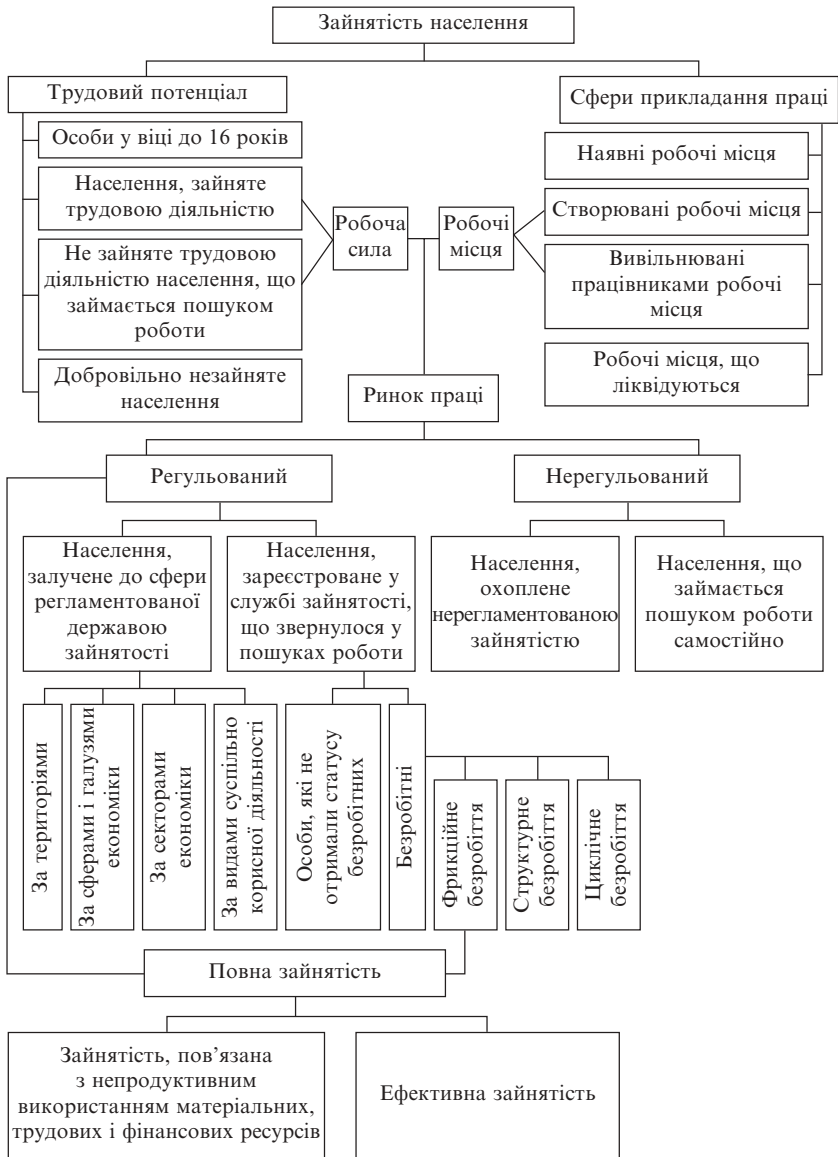 Зайнятість населення
Трудовий потенціал
Сфери прикладання праці
Особи у віці до 16 років
Населення, зайняте
трудовою діяльністю
Не зайняте трудовою
діяльністю населення, що
займається пошуком
роботи
Добровільно незайняте
населення
Робоча
сила
Робочі
місця
Наявні робочі місця
Створювані робочі місця
Вивільнювані
працівниками робочі
місця
Робочі місця, що
ліквідуються
Ринок праці
Регульований
Нерегульований
Населення,
залучене до сфери
регламентованої
державою
зайнятості
Населення,
зареєстроване у
службі зайнятості,
що звернулося у
пошуках роботи
Населення,
охоплене
нерегламентованою
зайнятістю
Населення, що
займається
пошуком роботи
самостійно
За територіями
За сферами і галузями
економіки
За секторами
економіки
За видами суспільно
корисної діяльності
Особи, які не
отримали статусу
безробітних
Безробітні
Фрикційне
безробіття
Структурне
безробіття
Циклічне
безробіття
Повна зайнятість
Зайнятість, пов’язана
з непродуктивним
використанням матеріальних,
трудових і фінансових ресурсів
Ефективна зайнятість